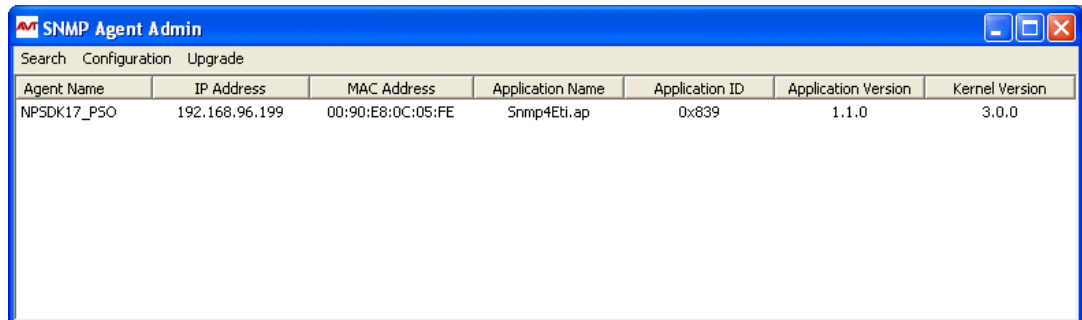 AVT SNMP Agent Admin
Search Configuration Upgrade
Agent Name IP Address MAC Address Application Name Application ID Application Version Kernel Version
NPSDK17_PSO 192.168.96.199 00:90:E8:0C:05:FE Snmp4Eti.ap 0x839 1.1.0 3.0.0